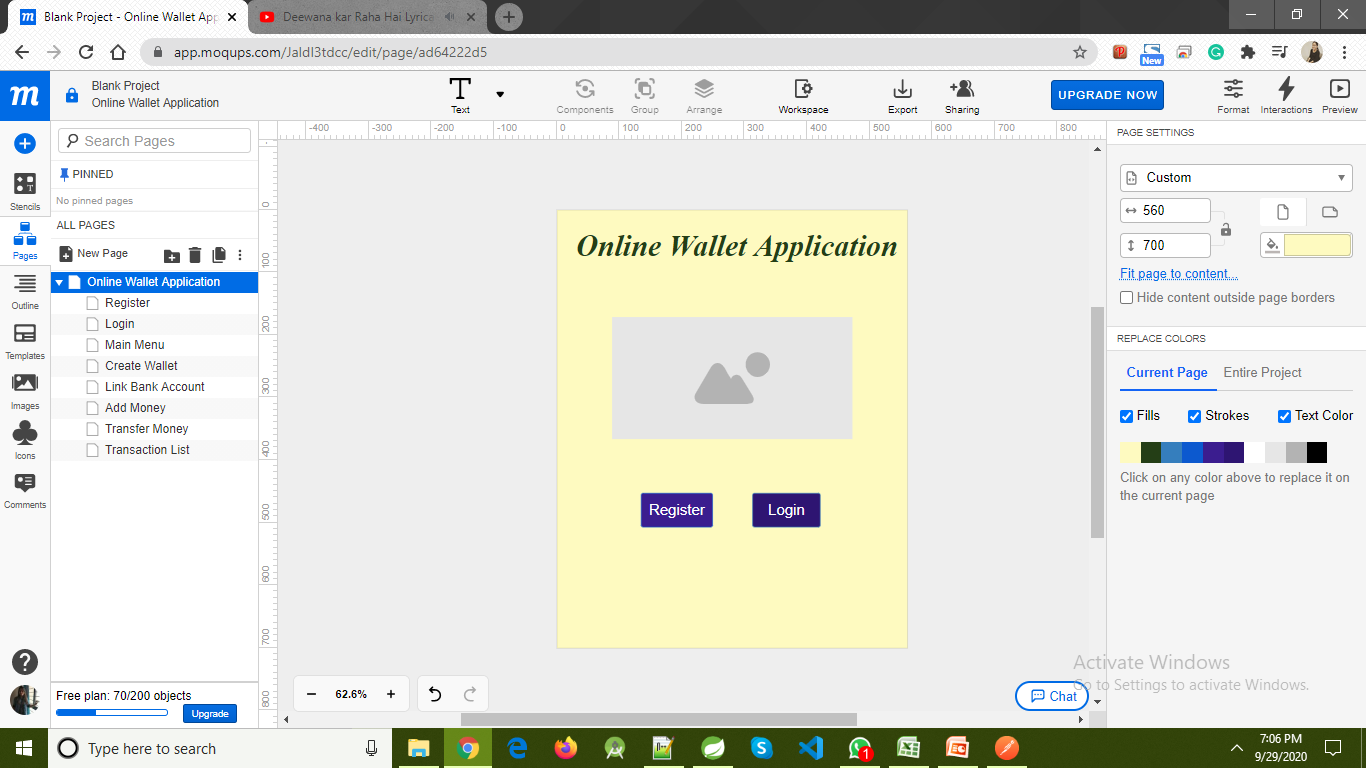 Blank Project - Online Wallet App
Deewana kar Raha Hai Lyrica
app.moqups.com/Jaldl3tdcc/edit/page/ad64222d5
New
m
Blank Project
Online Wallet Application
Text
Components
Group
Arrange
Workspace
Export
Sharing
UPGRADE NOW
Format
Interactions
Preview
Stencils
Pages
Outline
Templates
Images
Icons
Comments
Search Pages
PINNED
No pinned pages
ALL PAGES
New Page
Online Wallet Application
Register
Login
Main Menu
Create Wallet
Link Bank Account
Add Money
Transfer Money
Transaction List
Free plan: 70/200 objects
Upgrade
-400 -300 -200 -100 0 100 200 300 400 500 600 700 800
0 100 200 300 400 500 600 700 800
Online Wallet Application
Register
Login
62.6%
Chat
PAGE SETTINGS
Custom
560
700
Fit page to content...
Hide content outside page borders
REPLACE COLORS
Current Page
Entire Project
Fills
Strokes
Text Color
Click on any color above to replace it on
the current page
Activate Windows
Go to Settings to activate Windows.
Type here to search
1
7:06 PM
9/29/2020